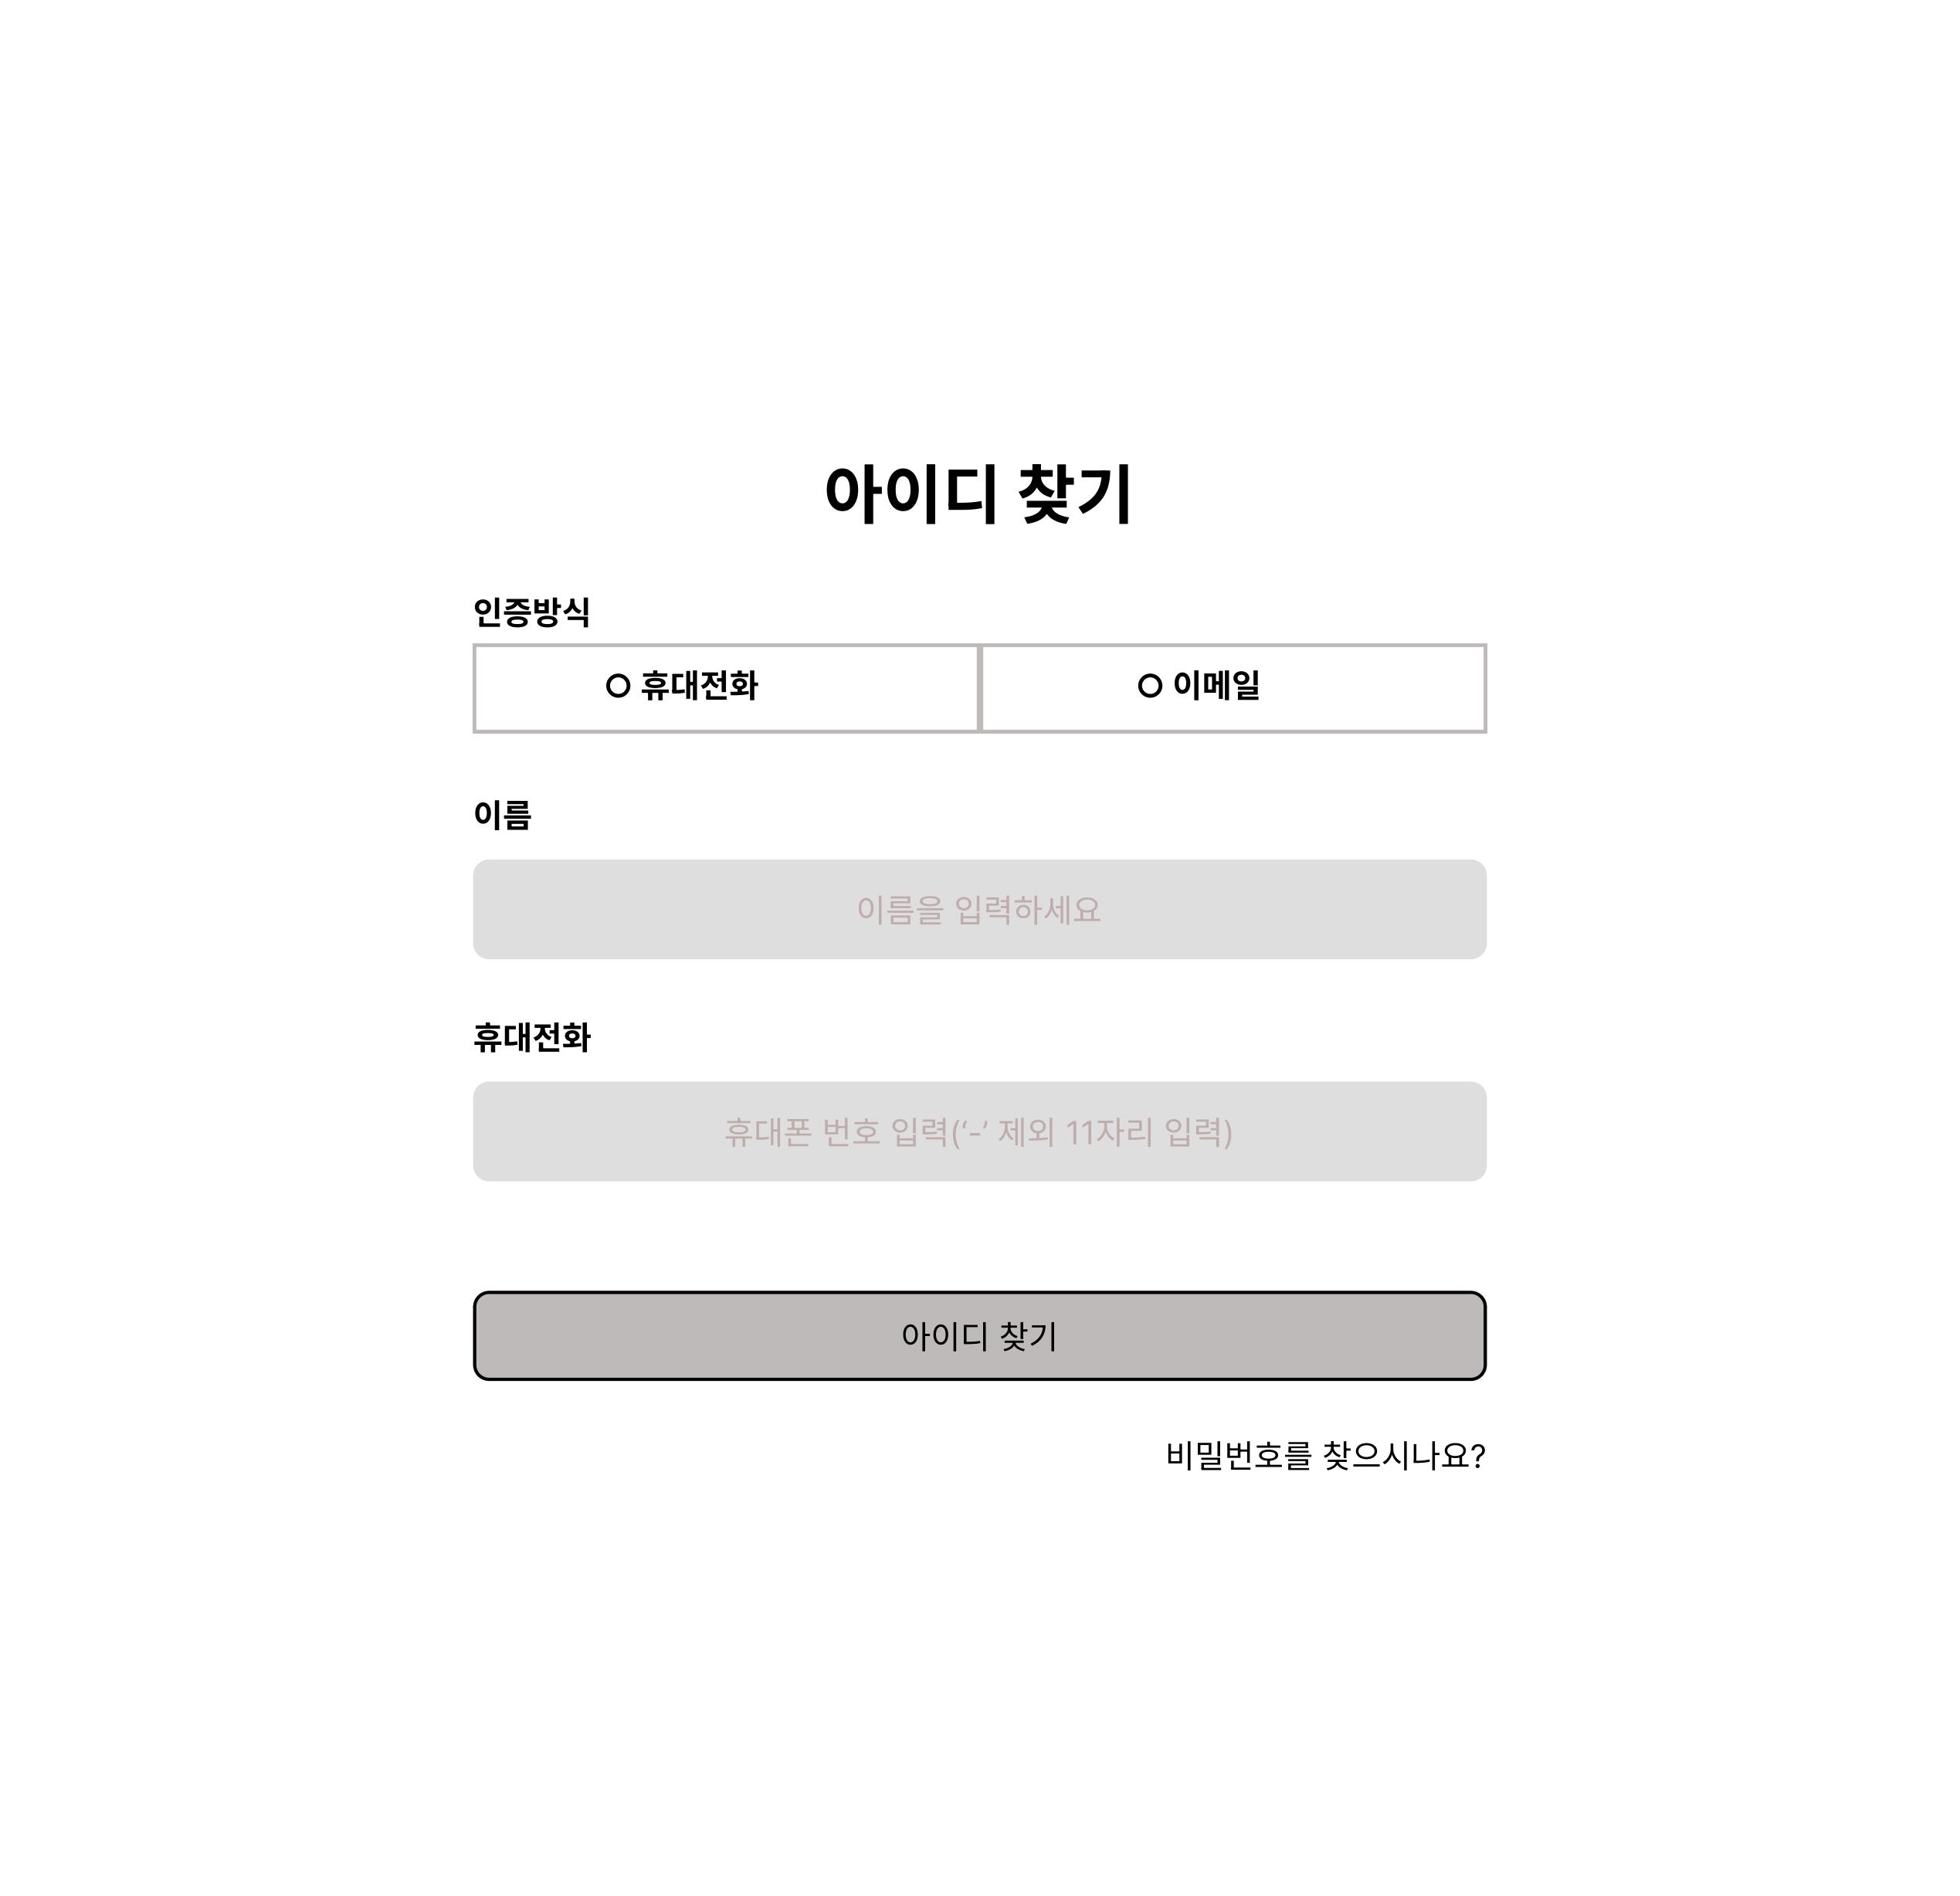 아이디 찾기
인증방식
휴대전화 이메일
이름
이름을 입력하세요
휴대전화
휴대폰 번호 입력(‘-’ 제외 11자리 입력)
아이디 찾기
비밀번호를 찾으시나요?